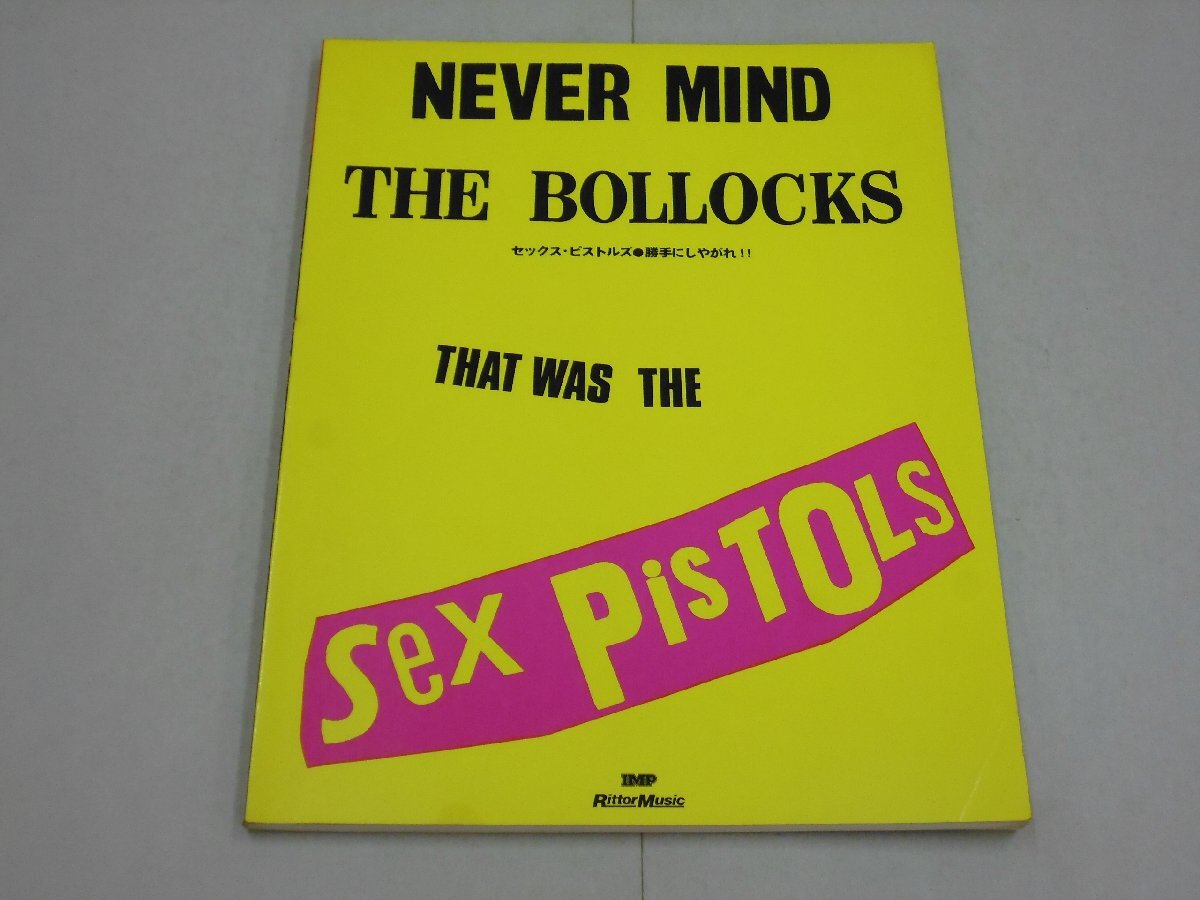 NEVER MIND
THE BOLLOCKS
セックス・ピストルズ●勝手にしやがれ!!
THAT WAS THE
Sex PisTOLs
IMP
RittorMusic